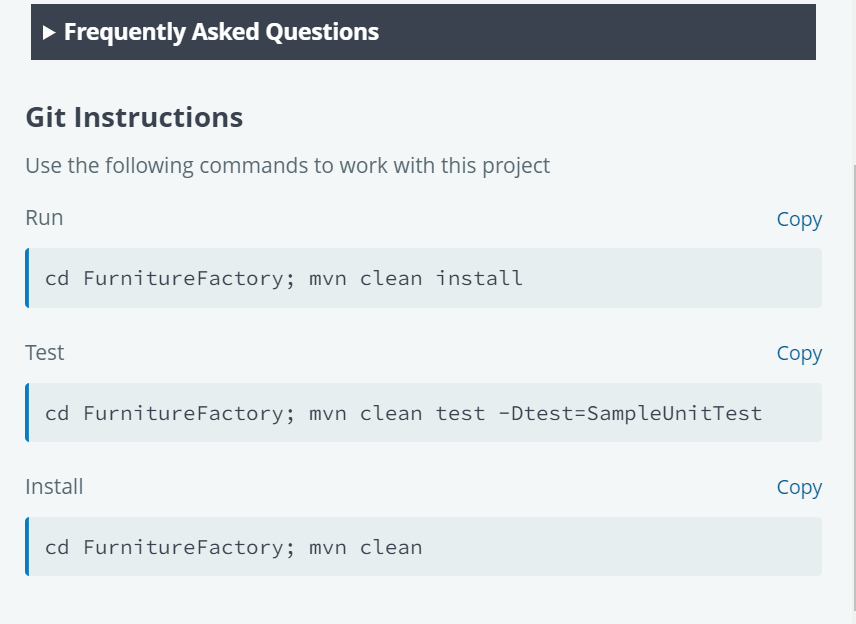 Frequently Asked Questions
Git Instructions
Use the following commands to work with this project
Run
Copy
cd FurnitureFactory; mvn clean install
Test
Copy
cd FurnitureFactory; mvn clean test -Dtest=SampleUnitTest
Install
Copy
cd FurnitureFactory; mvn clean